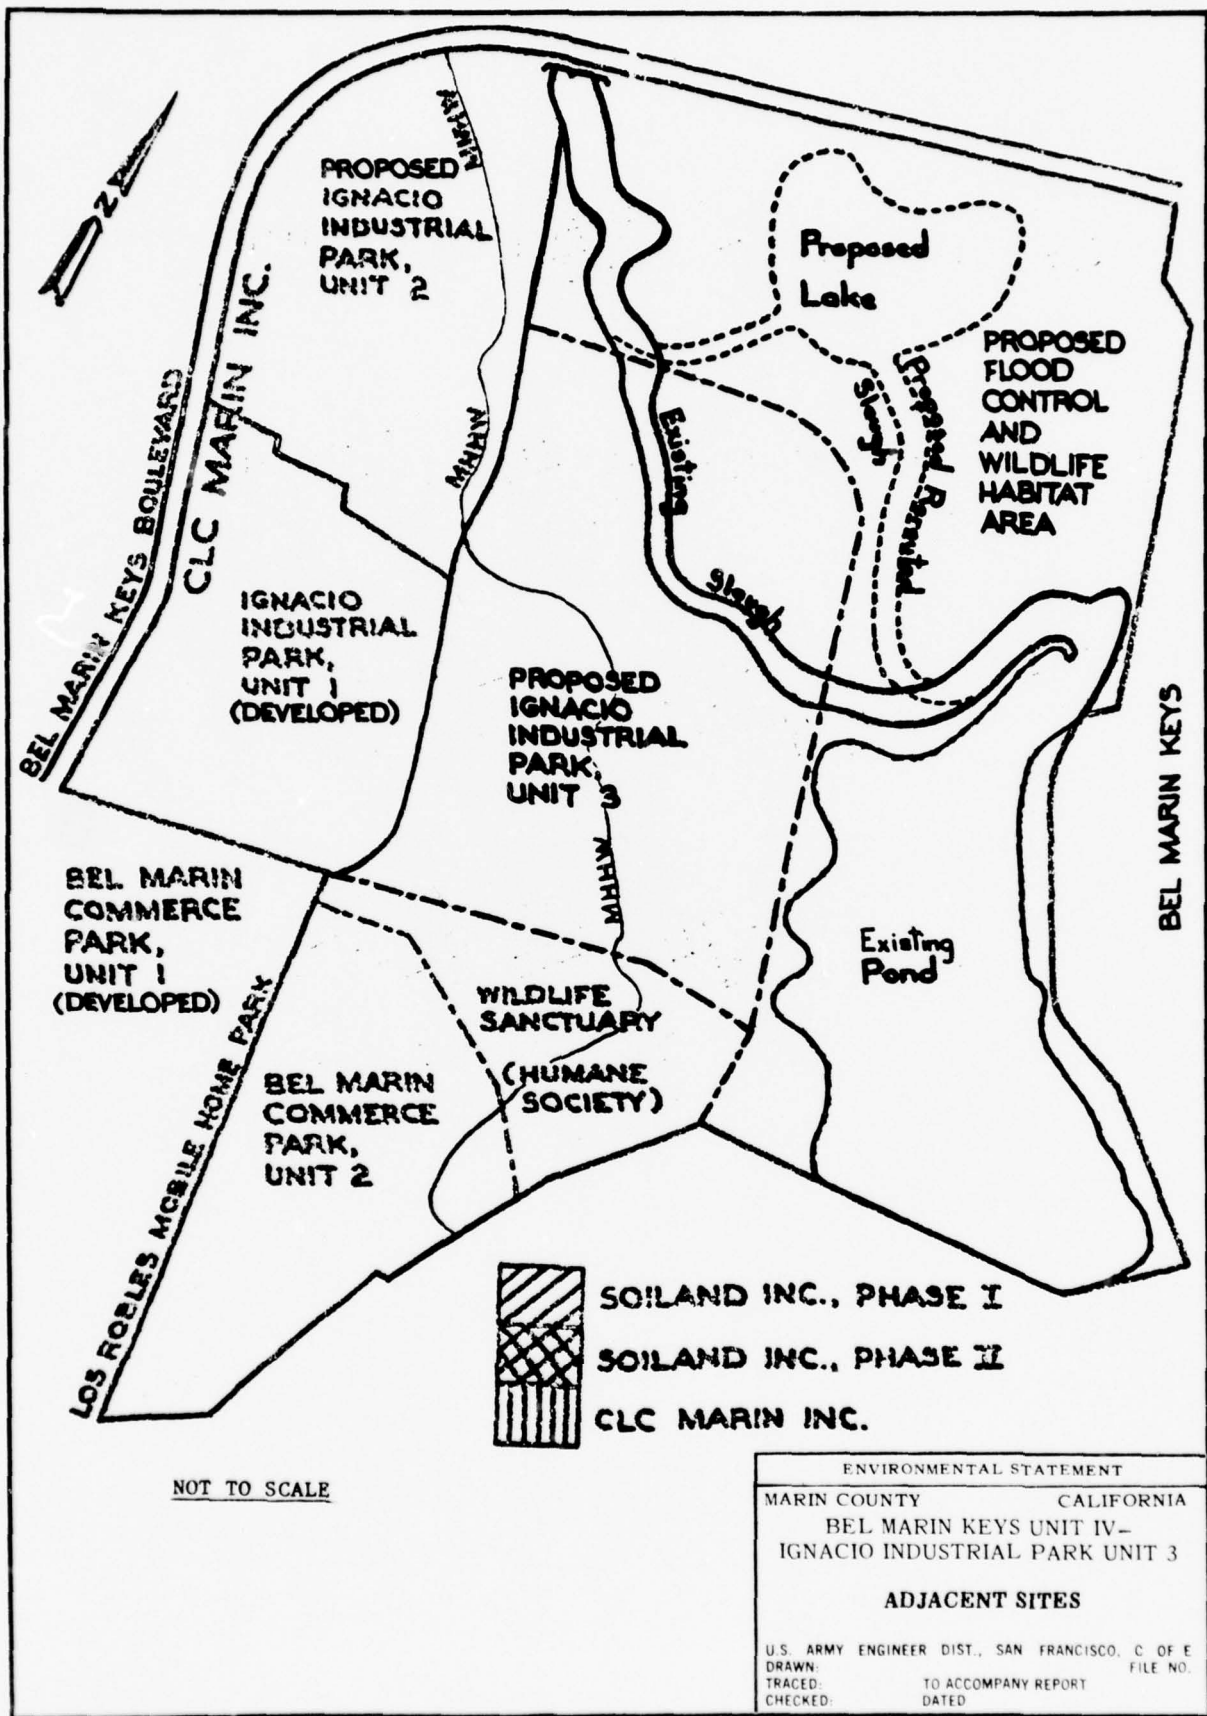 N
PROPOSED
IGNACIO
INDUSTRIAL
PARK,
UNIT 2
MHHW
BEL MARIN KEYS BOULEVARD
CLC MARIN INC.
MHHW
Proposed
Lake
PROPOSED
FLOOD
CONTROL
AND
WILDLIFE
HABITAT
AREA
Existing
Slough
Proposed Rerouted
Slough
IGNACIO
INDUSTRIAL
PARK,
UNIT 1
(DEVELOPED)
PROPOSED
IGNACIO
INDUSTRIAL
PARK,
UNIT 3
MHHW
BEL MARIN KEYS
BEL MARIN
COMMERCE
PARK,
UNIT 1
(DEVELOPED)
Existing
Pond
WILDLIFE
SANCTUARY
(HUMANE
SOCIETY)
BEL MARIN
COMMERCE
PARK,
UNIT 2
LOS ROBLES MOBILE HOME PARK
SOILAND INC., PHASE I
SOILAND INC., PHASE II
CLC MARIN INC.
NOT TO SCALE
ENVIRONMENTAL STATEMENT
MARIN COUNTY CALIFORNIA
BEL MARIN KEYS UNIT IV–
IGNACIO INDUSTRIAL PARK UNIT 3
ADJACENT SITES
U.S. ARMY ENGINEER DIST., SAN FRANCISCO, C OF E
DRAWN: FILE NO.
TRACED: TO ACCOMPANY REPORT
CHECKED: DATED